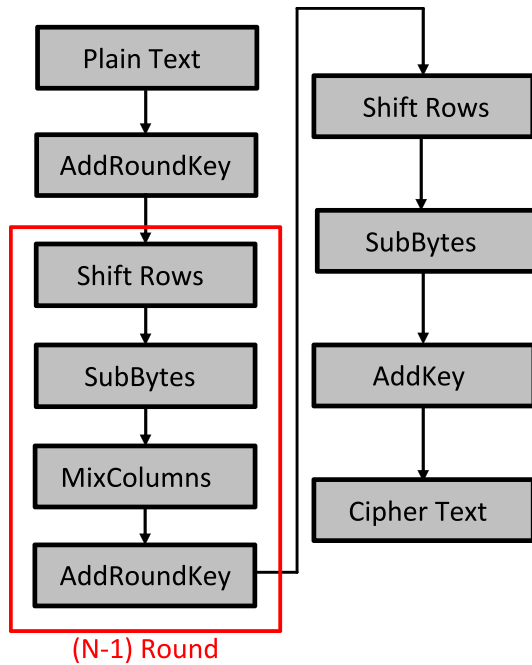 Plain Text
AddRoundKey
Shift Rows
SubBytes
MixColumns
AddRoundKey
(N-1) Round
Shift Rows
SubBytes
AddKey
Cipher Text